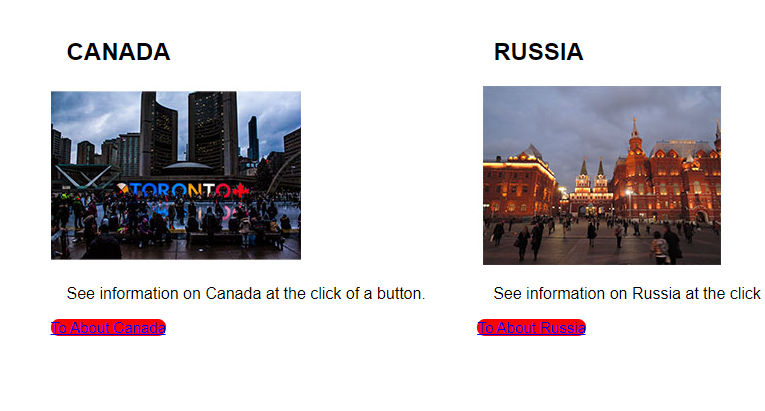 CANADA
RUSSIA
TORONTO
See information on Canada at the click of a button.
See information on Russia at the click
To About Canada
To About Russia